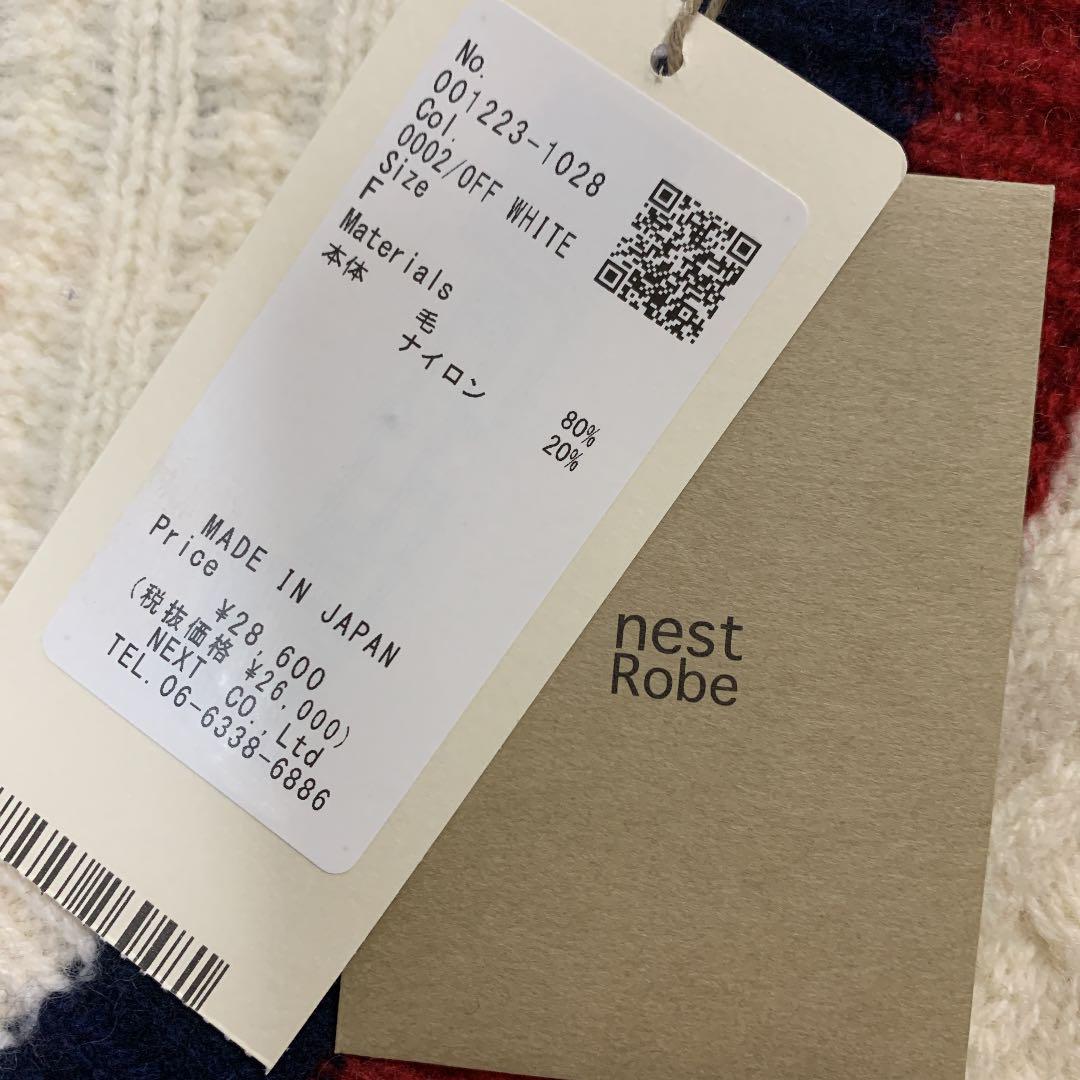 No.
001223-1028
Col.
0002/OFF WHITE
Size
F
Materials
本体
毛 80%
ナイロン 20%
MADE IN JAPAN
Price
¥28,600
(税抜価格 ¥26,000)
NEXT CO.,Ltd
TEL.06-6338-6886
nest
Robe